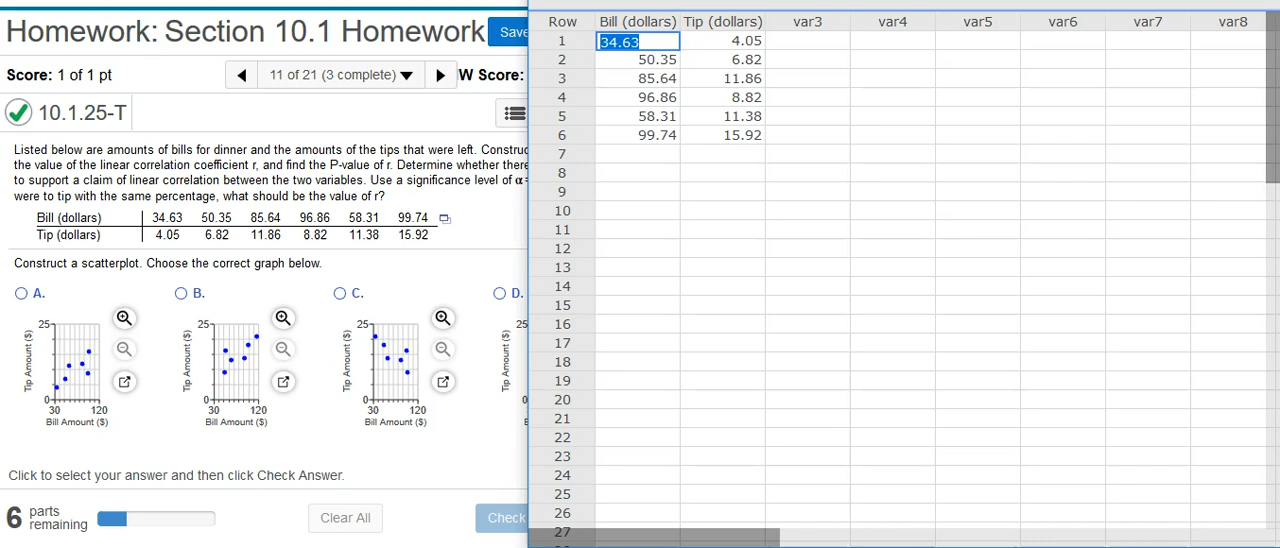 Homework: Section 10.1 Homework
Save
Score: 1 of 1 pt
11 of 21 (3 complete)
W Score:
10.1.25-T
Listed below are amounts of bills for dinner and the amounts of the tips that were left. Construc
the value of the linear correlation coefficient r, and find the P-value of r. Determine whether there
to support a claim of linear correlation between the two variables. Use a significance level of α=
were to tip with the same percentage, what should be the value of r?
Bill (dollars) 34.63 50.35 85.64 96.86 58.31 99.74
Tip (dollars) 4.05 6.82 11.86 8.82 11.38 15.92
Construct a scatterplot. Choose the correct graph below.
A. B. C. D.
25 25 25 25
Tip Amount ($) Tip Amount ($) Tip Amount ($) Tip Amount ($)
0 0 0 0
30 120 30 120 30 120
Bill Amount ($) Bill Amount ($) Bill Amount ($)
Click to select your answer and then click Check Answer.
6 parts remaining
Clear All
Check
Row Bill (dollars) Tip (dollars) var3 var4 var5 var6 var7 var8
1 34.63 4.05
2 50.35 6.82
3 85.64 11.86
4 96.86 8.82
5 58.31 11.38
6 99.74 15.92
7
8
9
10
11
12
13
14
15
16
17
18
19
20
21
22
23
24
25
26
27